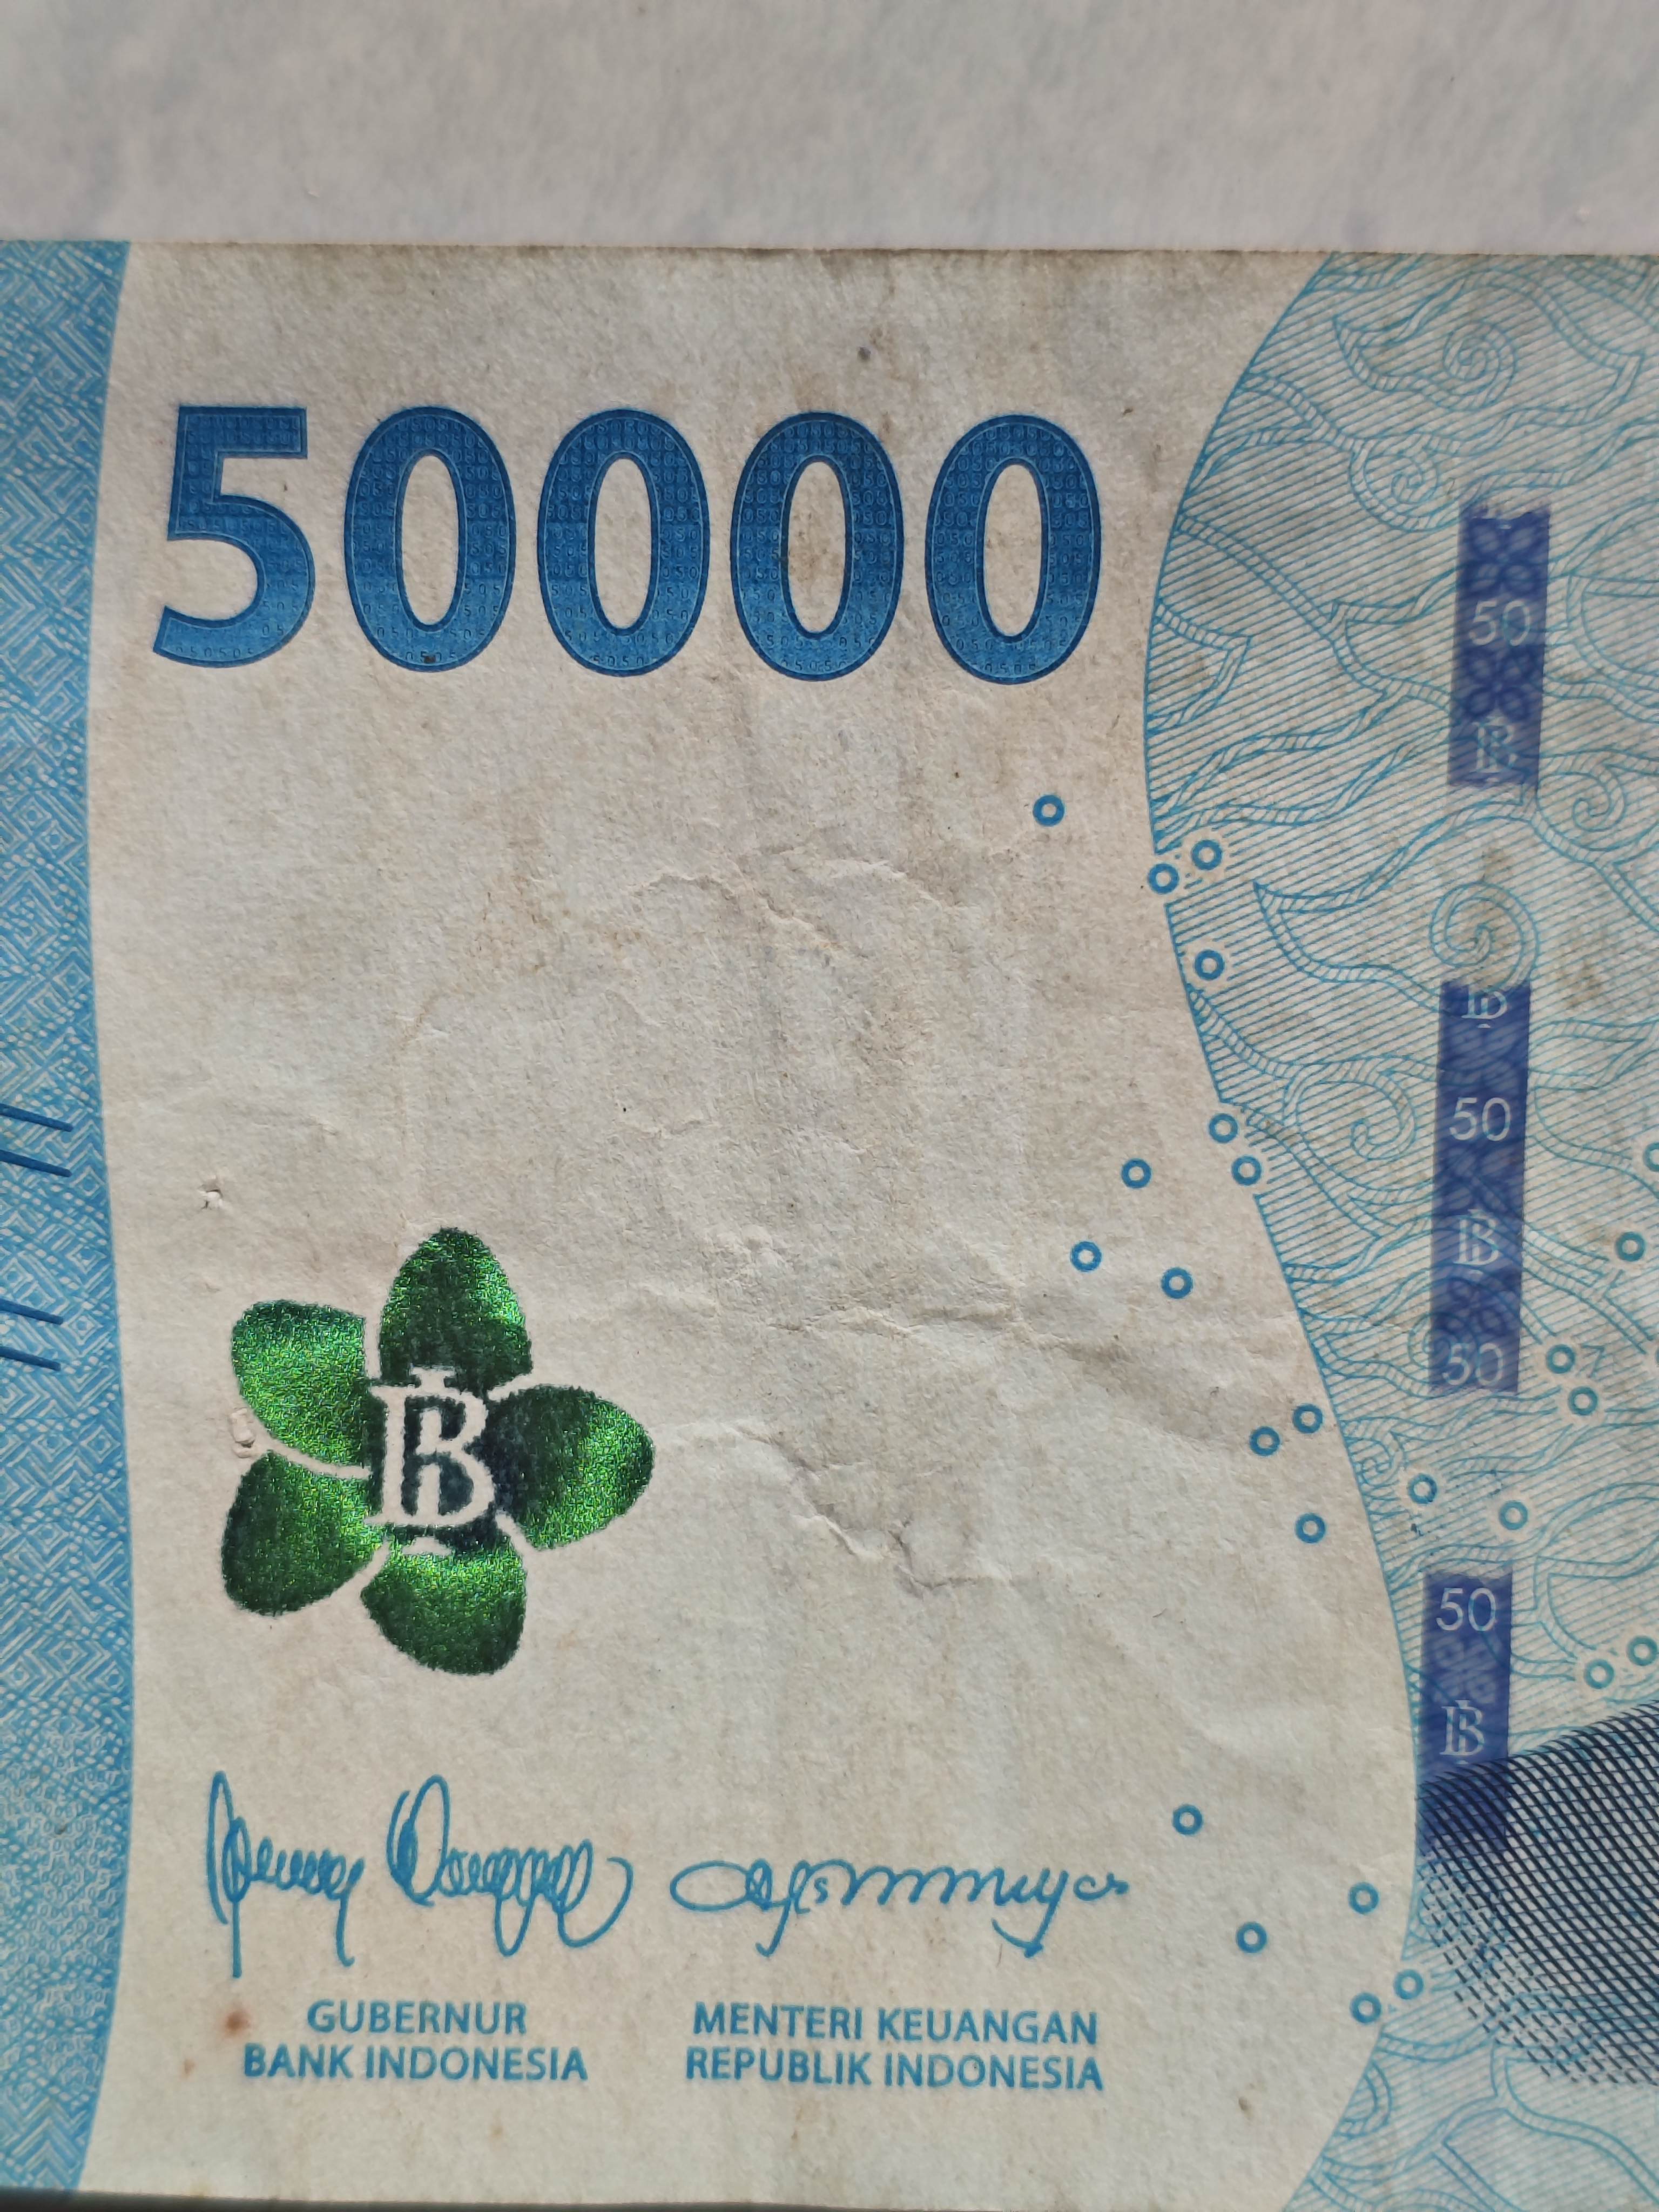 50000
50
50
50
50
GUBERNUR
BANK INDONESIA
MENTERI KEUANGAN
REPUBLIK INDONESIA